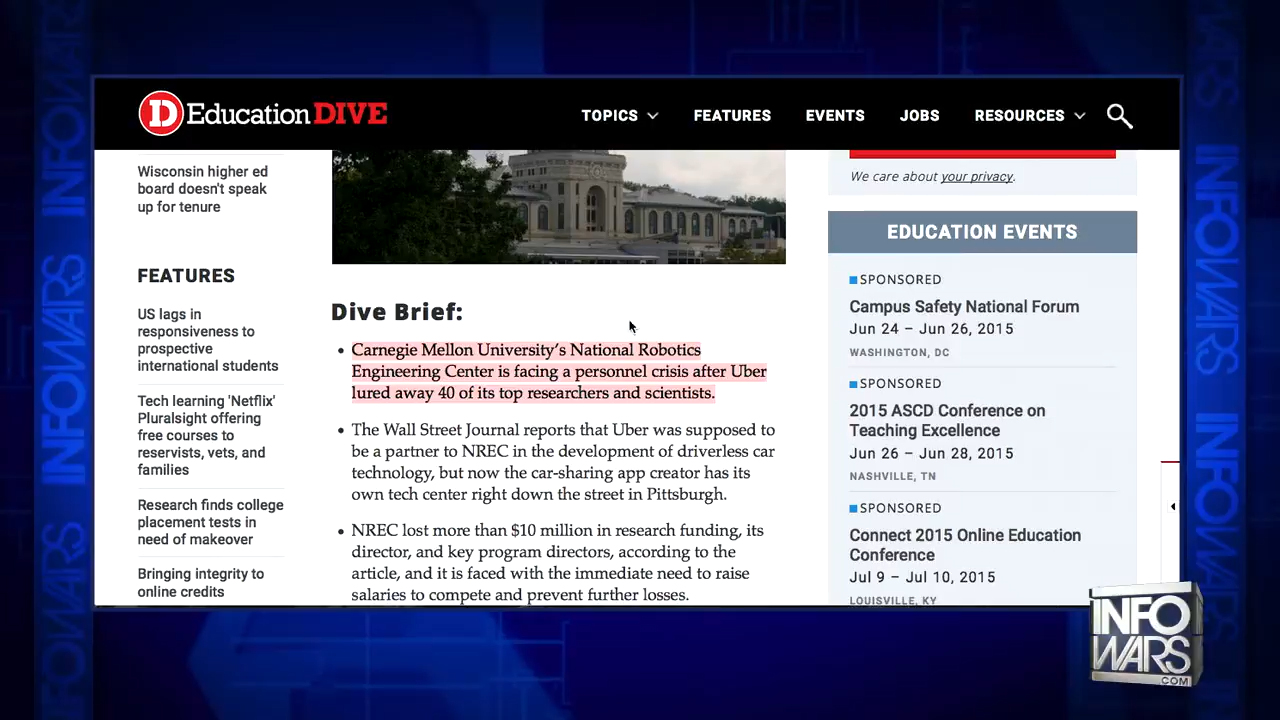 Education DIVE
TOPICS
FEATURES
EVENTS
JOBS
RESOURCES
Wisconsin higher ed
board doesn't speak
up for tenure
FEATURES
US lags in
responsiveness to
prospective
international students
Tech learning 'Netflix'
Pluralsight offering
free courses to
reservists, vets, and
families
Research finds college
placement tests in
need of makeover
Bringing integrity to
online credits
Dive Brief:
• Carnegie Mellon University's National Robotics
Engineering Center is facing a personnel crisis after Uber
lured away 40 of its top researchers and scientists.
• The Wall Street Journal reports that Uber was supposed to
be a partner to NREC in the development of driverless car
technology, but now the car-sharing app creator has its
own tech center right down the street in Pittsburgh.
• NREC lost more than $10 million in research funding, its
director, and key program directors, according to the
article, and it is faced with the immediate need to raise
salaries to compete and prevent further losses.
We care about your privacy.
EDUCATION EVENTS
SPONSORED
Campus Safety National Forum
Jun 24 – Jun 26, 2015
WASHINGTON, DC
SPONSORED
2015 ASCD Conference on
Teaching Excellence
Jun 26 – Jun 28, 2015
NASHVILLE, TN
SPONSORED
Connect 2015 Online Education
Conference
Jul 9 – Jul 10, 2015
LOUISVILLE, KY
INFO
WARS
.COM
INFOWARS
INFOWARS
INFOWARS
INFOWARS
INFOWARS
INFOWARS